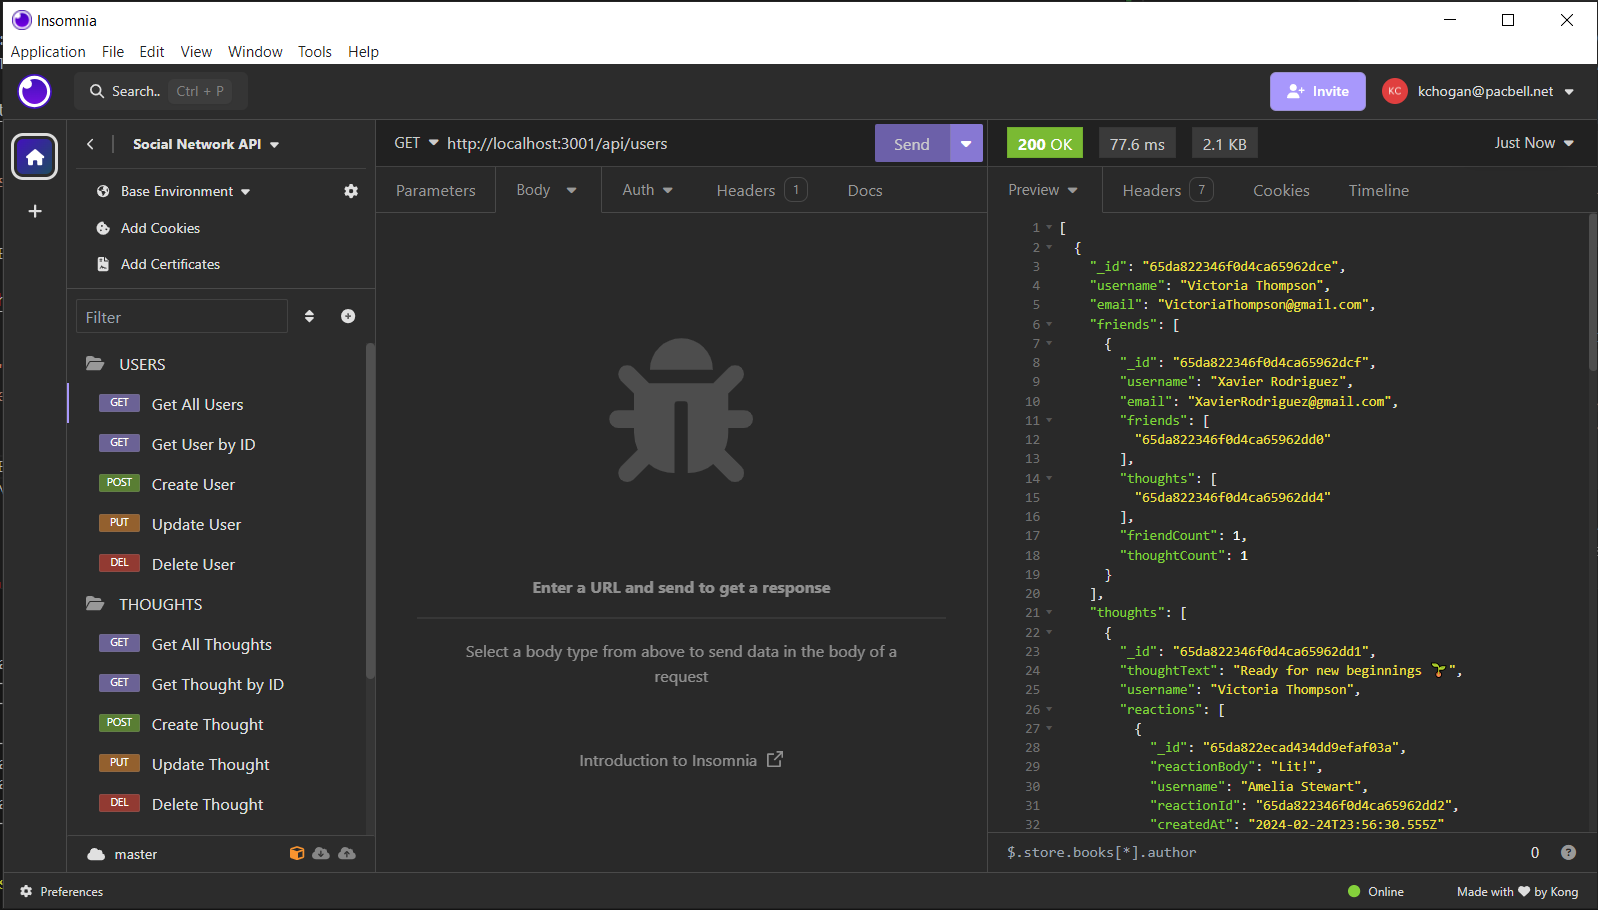 Insomnia
Application File Edit View Window Tools Help
Search.. Ctrl + P
Invite
KC kchogan@pacbell.net
Social Network API
Base Environment
Add Cookies
Add Certificates
Filter
USERS
GET Get All Users
GET Get User by ID
POST Create User
PUT Update User
DEL Delete User
THOUGHTS
GET Get All Thoughts
GET Get Thought by ID
POST Create Thought
PUT Update Thought
DEL Delete Thought
master
GET http://localhost:3001/api/users
Send
Parameters Body Auth Headers 1 Docs
Enter a URL and send to get a response
Select a body type from above to send data in the body of a
request
Introduction to Insomnia
200 OK 77.6 ms 2.1 KB Just Now
Preview Headers 7 Cookies Timeline
1 [
2 {
3 "_id": "65da822346f0d4ca65962dce",
4 "username": "Victoria Thompson",
5 "email": "VictoriaThompson@gmail.com",
6 "friends": [
7 {
8 "_id": "65da822346f0d4ca65962dcf",
9 "username": "Xavier Rodriguez",
10 "email": "XavierRodriguez@gmail.com",
11 "friends": [
12 "65da822346f0d4ca65962dd0"
13 ],
14 "thoughts": [
15 "65da822346f0d4ca65962dd4"
16 ],
17 "friendCount": 1,
18 "thoughtCount": 1
19 }
20 ],
21 "thoughts": [
22 {
23 "_id": "65da822346f0d4ca65962dd1",
24 "thoughtText": "Ready for new beginnings 🌱",
25 "username": "Victoria Thompson",
26 "reactions": [
27 {
28 "_id": "65da822ecad434dd9efaf03a",
29 "reactionBody": "Lit!",
30 "username": "Amelia Stewart",
31 "reactionId": "65da822346f0d4ca65962dd2",
32 "createdAt": "2024-02-24T23:56:30.555Z"
$.store.books[*].author 0
Preferences
Online Made with ❤ by Kong